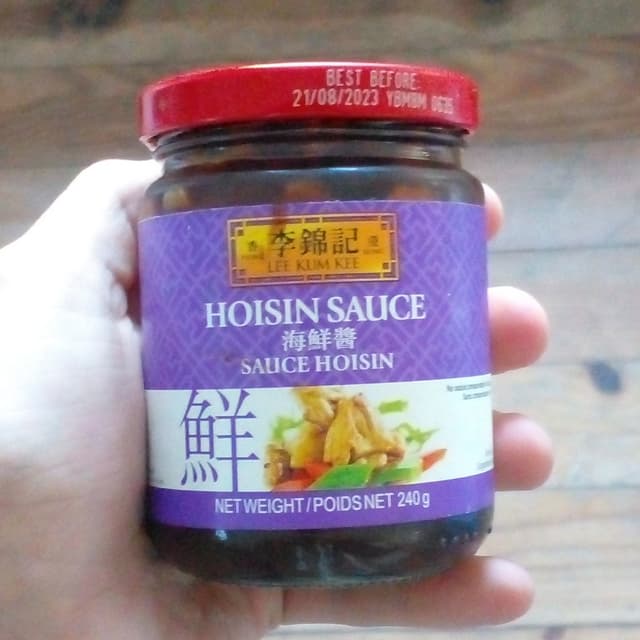 BEST BEFORE:
21/08/2023 YBMBM 0635
李錦記
LEE KUM KEE
HOISIN SAUCE
海鮮醬
SAUCE HOISIN
鮮
NET WEIGHT/POIDS NET 240g